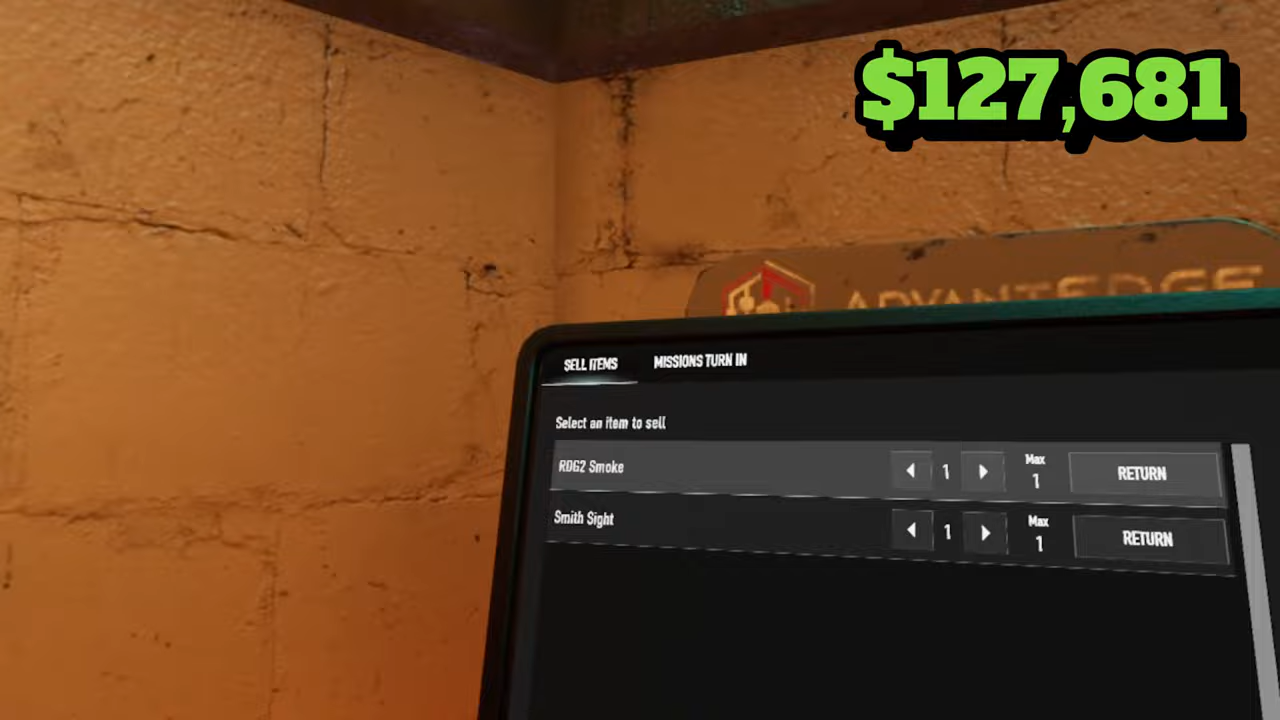 $127,681
ADVANTEDGE
SELL ITEMS MISSIONS TURN IN
Select an item to sell
RDG2 Smoke 1 Max 1 RETURN
Smith Sight 1 Max 1 RETURN